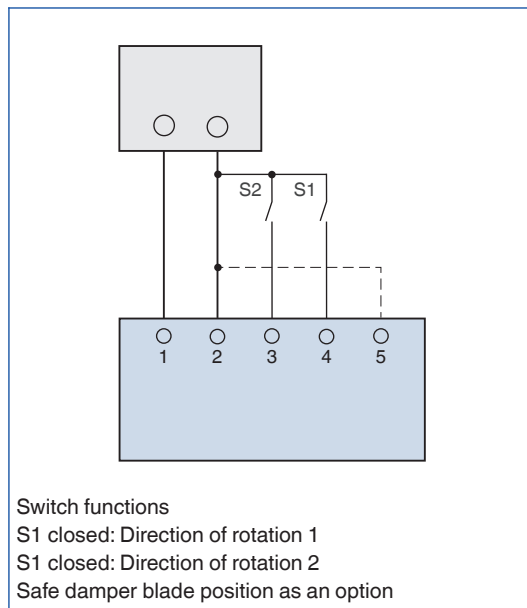 S2 S1
1 2 3 4 5
Switch functions
S1 closed: Direction of rotation 1
S1 closed: Direction of rotation 2
Safe damper blade position as an option